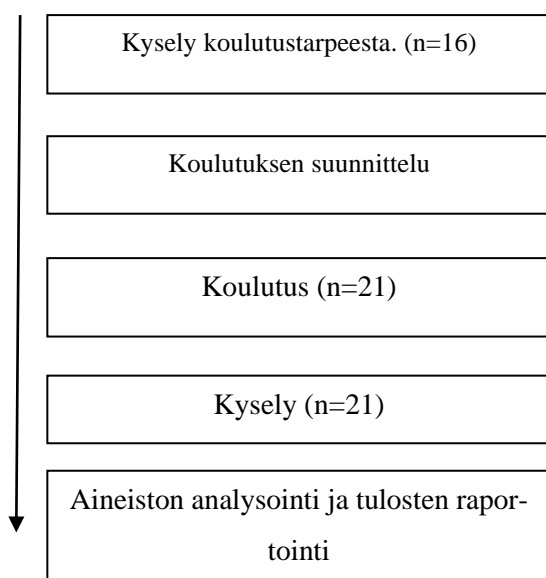 Kysely koulutustarpeesta. (n=16)
Koulutuksen suunnittelu
Koulutus (n=21)
Kysely (n=21)
Aineiston analysointi ja tulosten rapor-
tointi